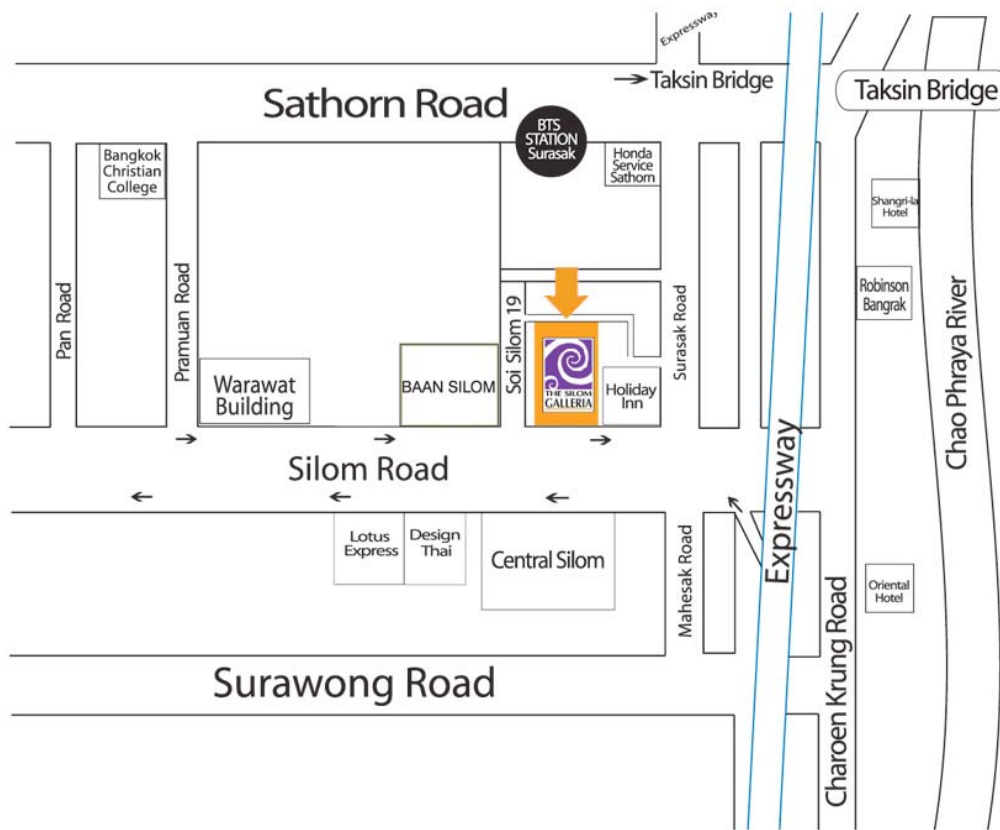 Expressway
Taksin Bridge
Taksin Bridge
Sathorn Road
BTS
STATION
Surasak
Bangkok
Christian
College
Honda
Service
Sathorn
Shangri-la
Hotel
Robinson
Bangrak
Pan Road
Pramuan Road
Soi Silom 19
Surasak Road
Chao Phraya River
Warawat
Building
BAAN SILOM
THE SILOM
GALLERIA
Holiday
Inn
Silom Road
Expressway
Lotus
Express
Design
Thai
Central Silom
Mahesak Road
Oriental
Hotel
Charoen Krung Road
Surawong Road